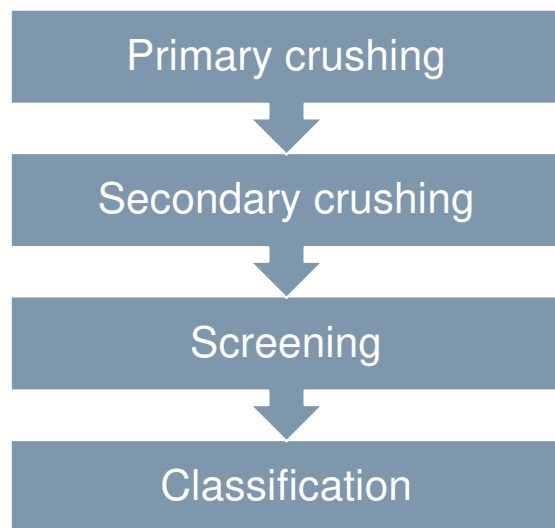 Primary crushing
Secondary crushing
Screening
Classification